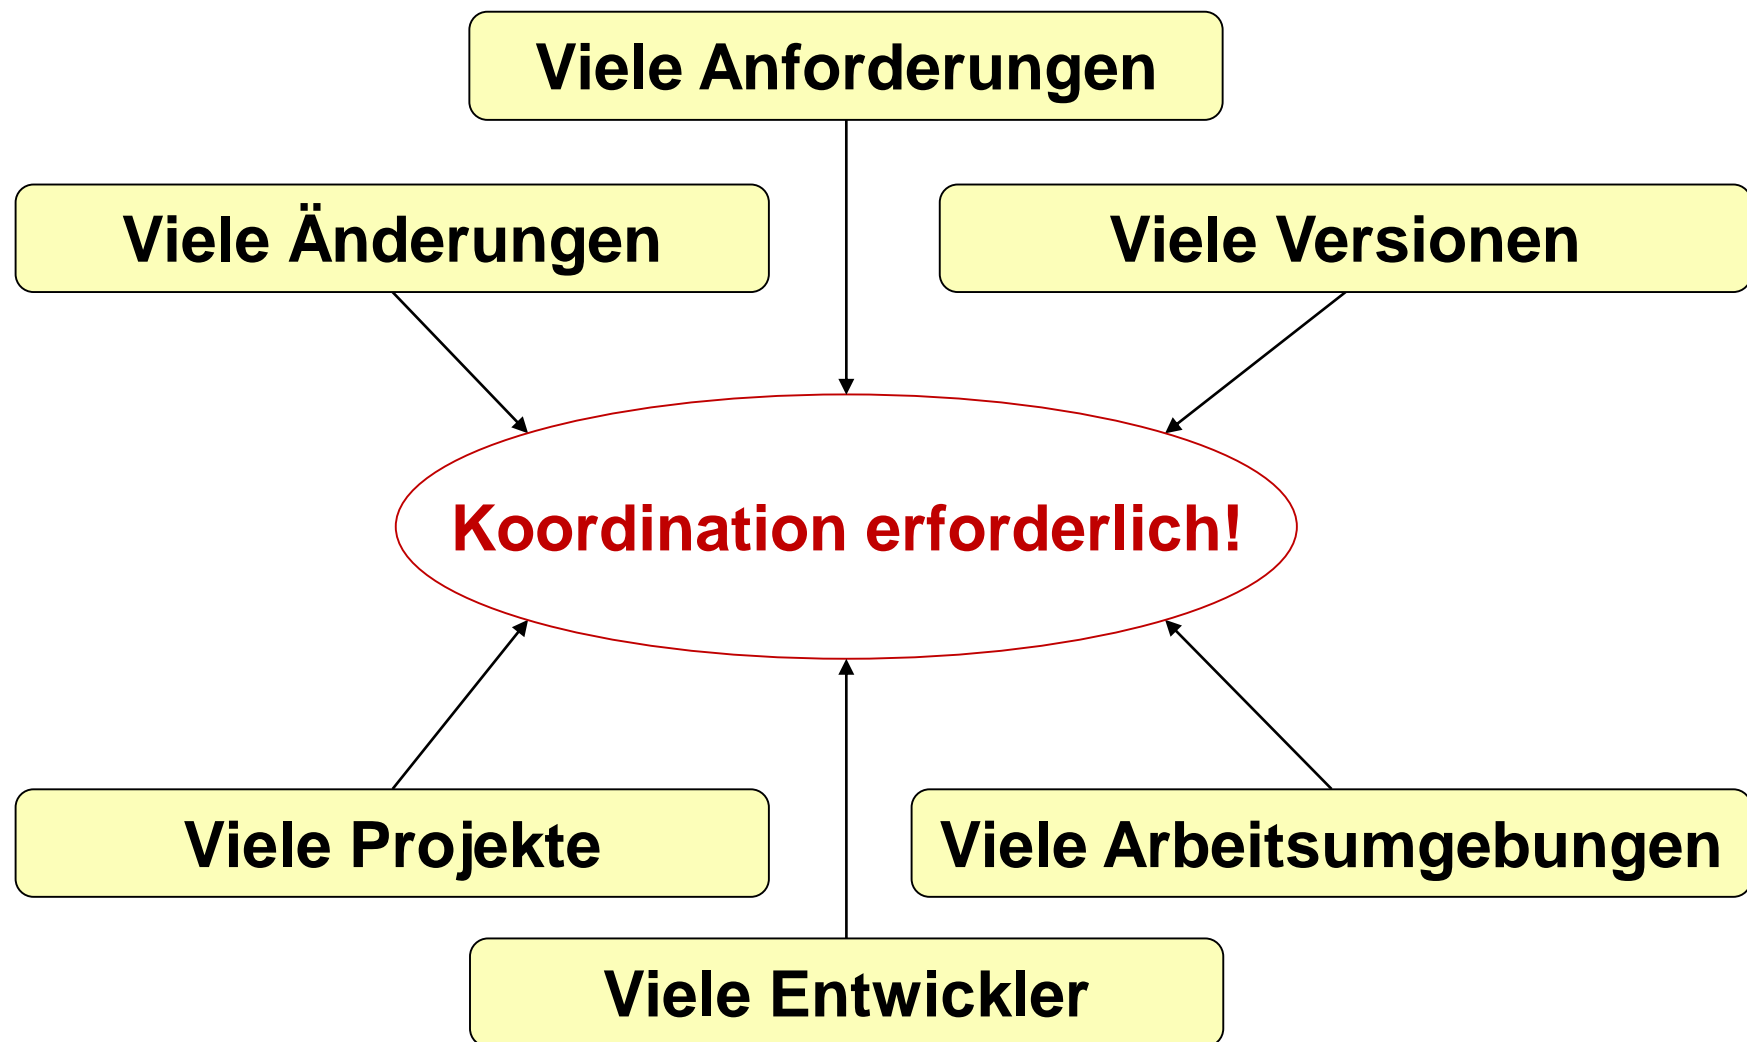 Viele Anforderungen
Viele Änderungen
Viele Versionen
Koordination erforderlich!
Viele Projekte
Viele Arbeitsumgebungen
Viele Entwickler